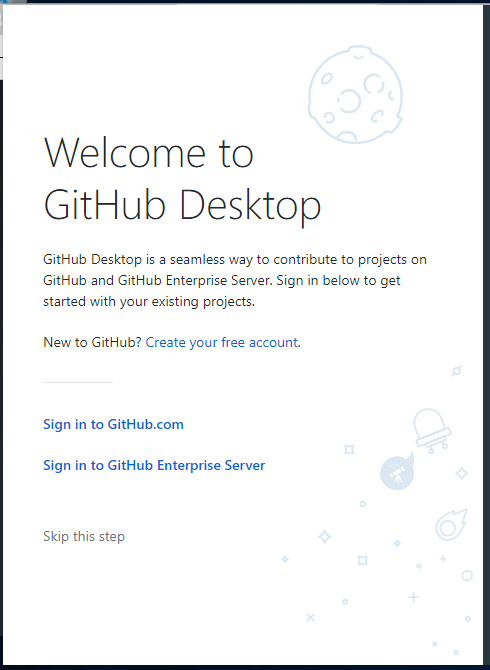 Welcome to
GitHub Desktop
GitHub Desktop is a seamless way to contribute to projects on
GitHub and GitHub Enterprise Server. Sign in below to get
started with your existing projects.
New to GitHub? Create your free account.
Sign in to GitHub.com
Sign in to GitHub Enterprise Server
Skip this step